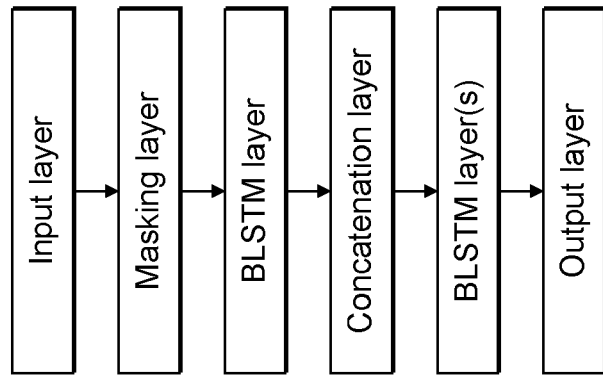 Input layer
Masking layer
BLSTM layer
Concatenation layer
BLSTM layer(s)
Output layer